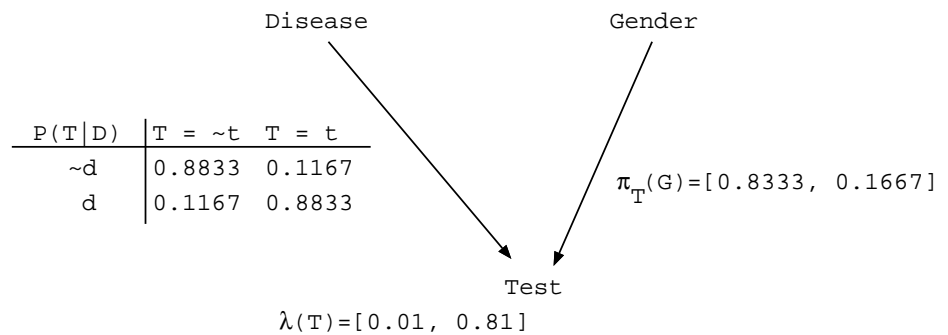 Disease Gender
P(T|D) T = ~t T = t
~d 0.8833 0.1167
d 0.1167 0.8833
π_T(G)=[0.8333, 0.1667]
Test
λ(T)=[0.01, 0.81]